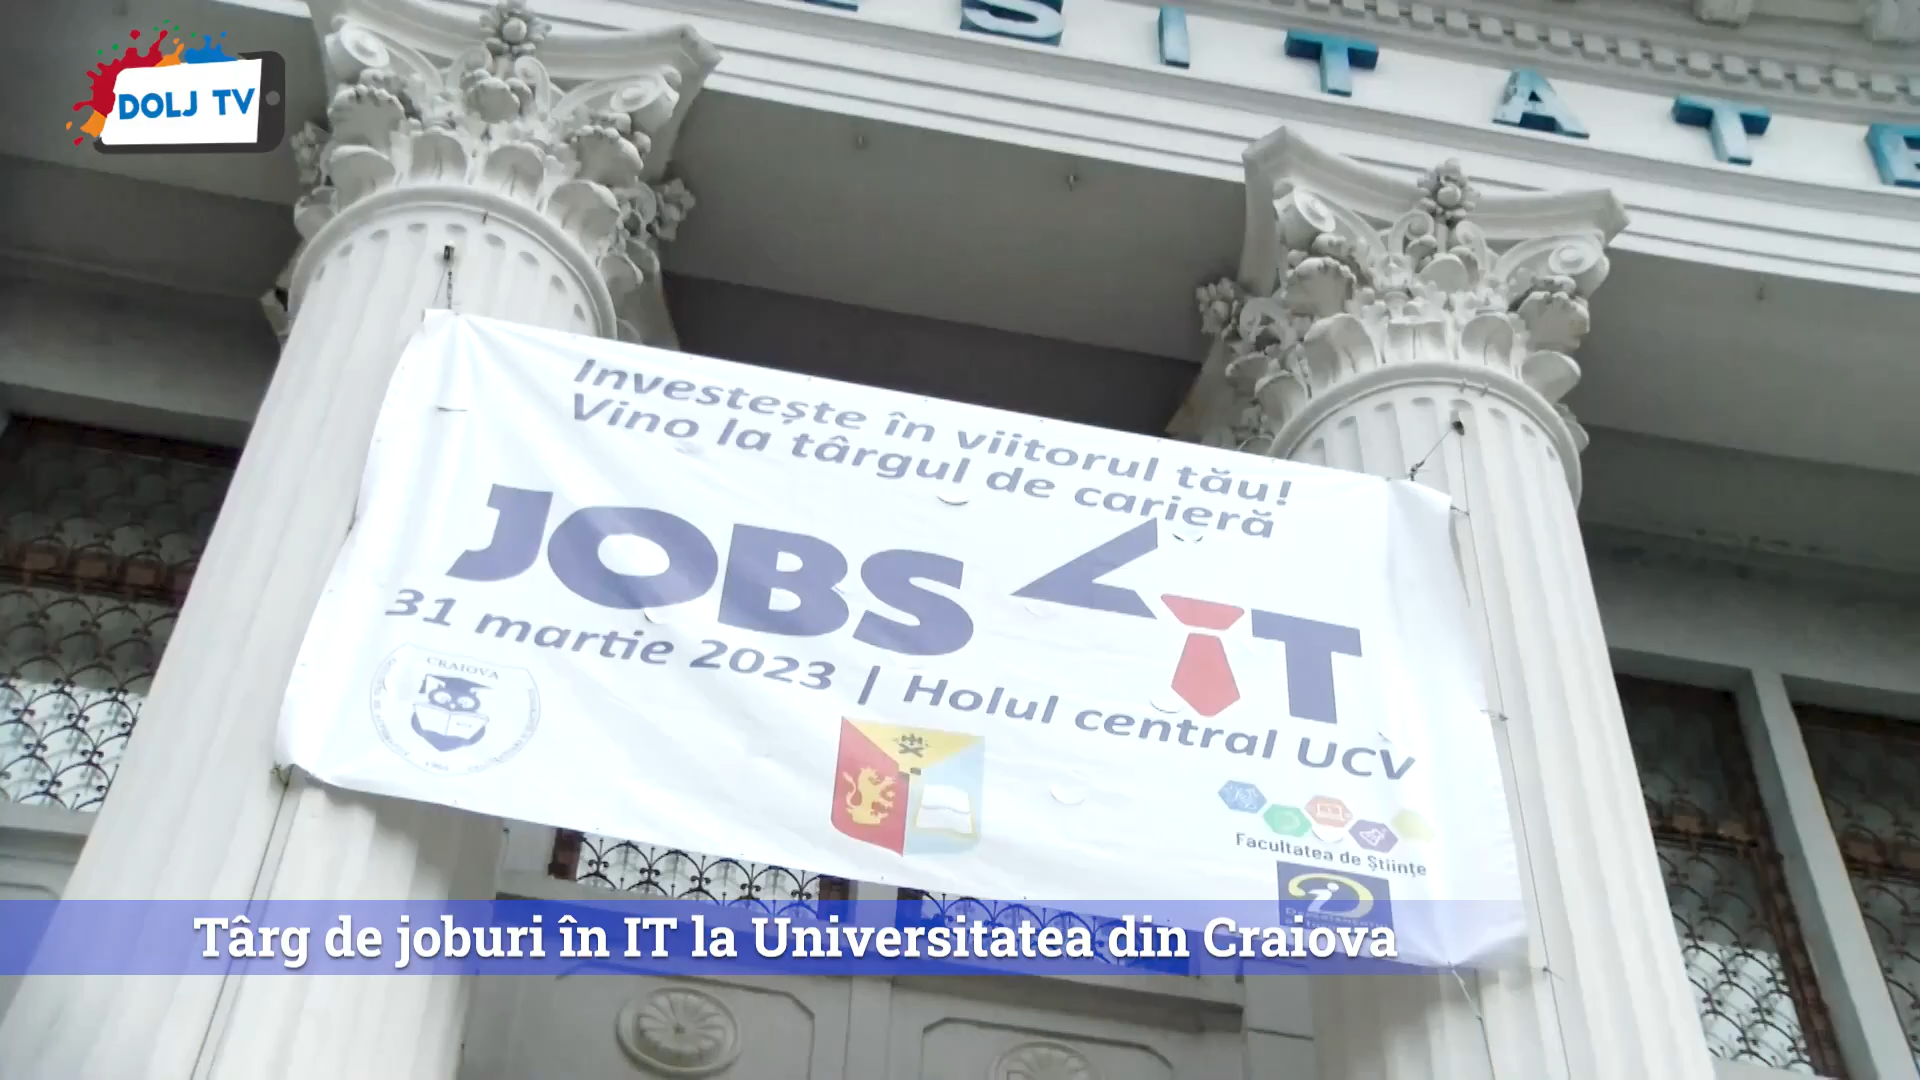 DOLJ TV
SITATE
Investește în viitorul tău!
Vino la târgul de carieră
JOBS 4 iT
31 martie 2023 | Holul central UCV
CRAIOVA
Facultatea de Științe
Târg de joburi în IT la Universitatea din Craiova